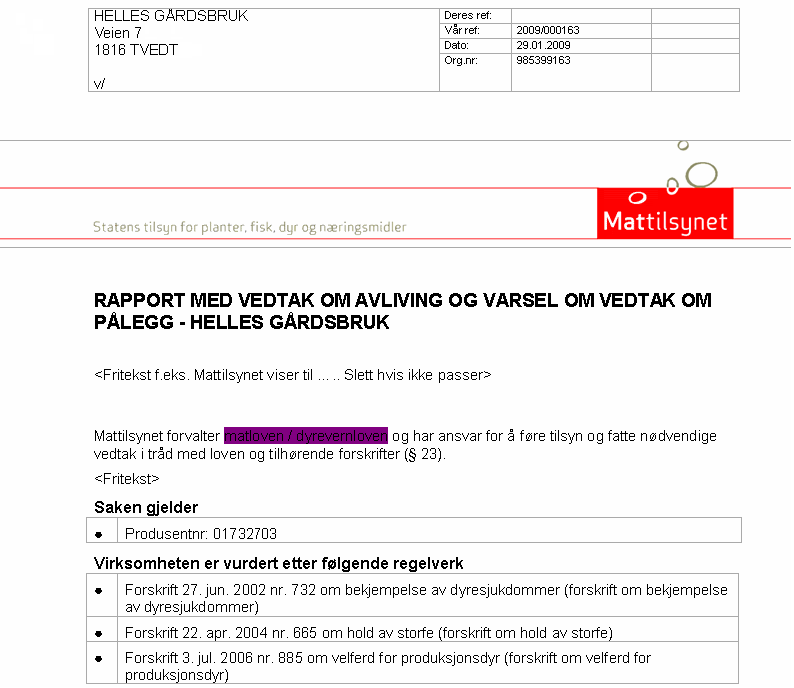 HELLES GÅRDSBRUK
Veien 7
1816 TVEDT
v/
Deres ref:
Vår ref: 2009/000163
Dato: 29.01.2009
Org.nr: 985399163
Statens tilsyn for planter, fisk, dyr og næringsmidler
Mattilsynet
RAPPORT MED VEDTAK OM AVLIVING OG VARSEL OM VEDTAK OM
PÅLEGG - HELLES GÅRDSBRUK
<Fritekst f.eks. Mattilsynet viser til ... .. Slett hvis ikke passer>
Mattilsynet forvalter matloven / dyrevernloven og har ansvar for å føre tilsyn og fatte nødvendige
vedtak i tråd med loven og tilhørende forskrifter (§ 23).
<Fritekst>
Saken gjelder
● Produsentnr: 01732703
Virksomheten er vurdert etter følgende regelverk
● Forskrift 27. jun. 2002 nr. 732 om bekjempelse av dyresjukdommer (forskrift om bekjempelse
av dyresjukdommer)
● Forskrift 22. apr. 2004 nr. 665 om hold av storfe (forskrift om hold av storfe)
● Forskrift 3. jul. 2006 nr. 885 om velferd for produksjonsdyr (forskrift om velferd for
produksjonsdyr)